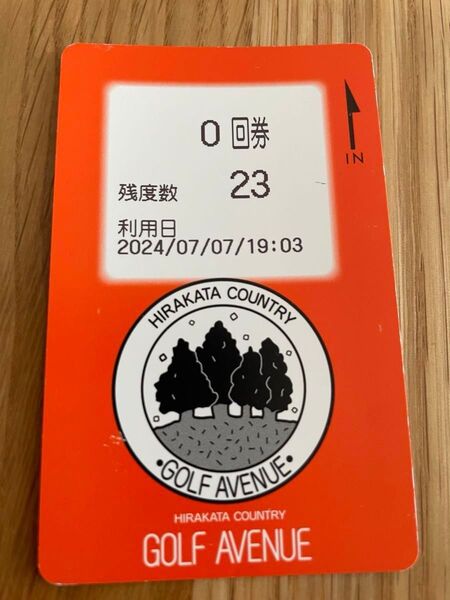 0 回券
残度数 23
利用日
2024/07/07/19:03
IN
HIRAKATA COUNTRY
•GOLF AVENUE•
HIRAKATA COUNTRY
GOLF AVENUE